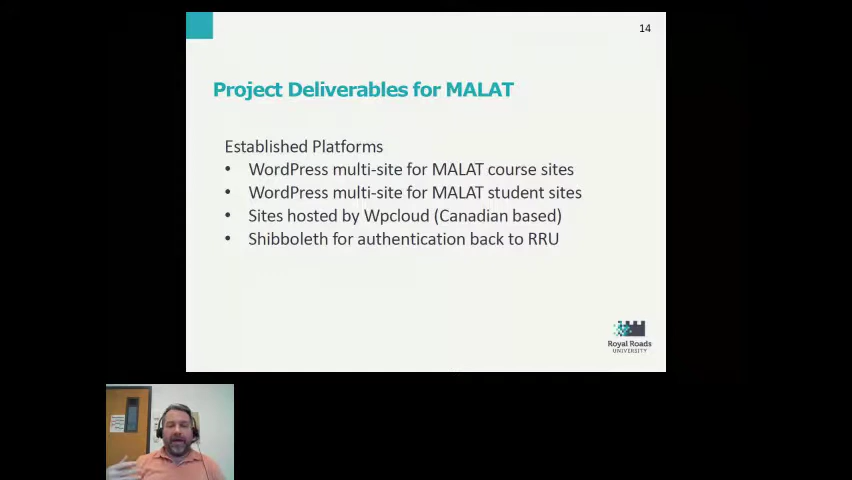 14
Project Deliverables for MALAT
Established Platforms
• WordPress multi-site for MALAT course sites
• WordPress multi-site for MALAT student sites
• Sites hosted by Wpcloud (Canadian based)
• Shibboleth for authentication back to RRU
Royal Roads
UNIVERSITY